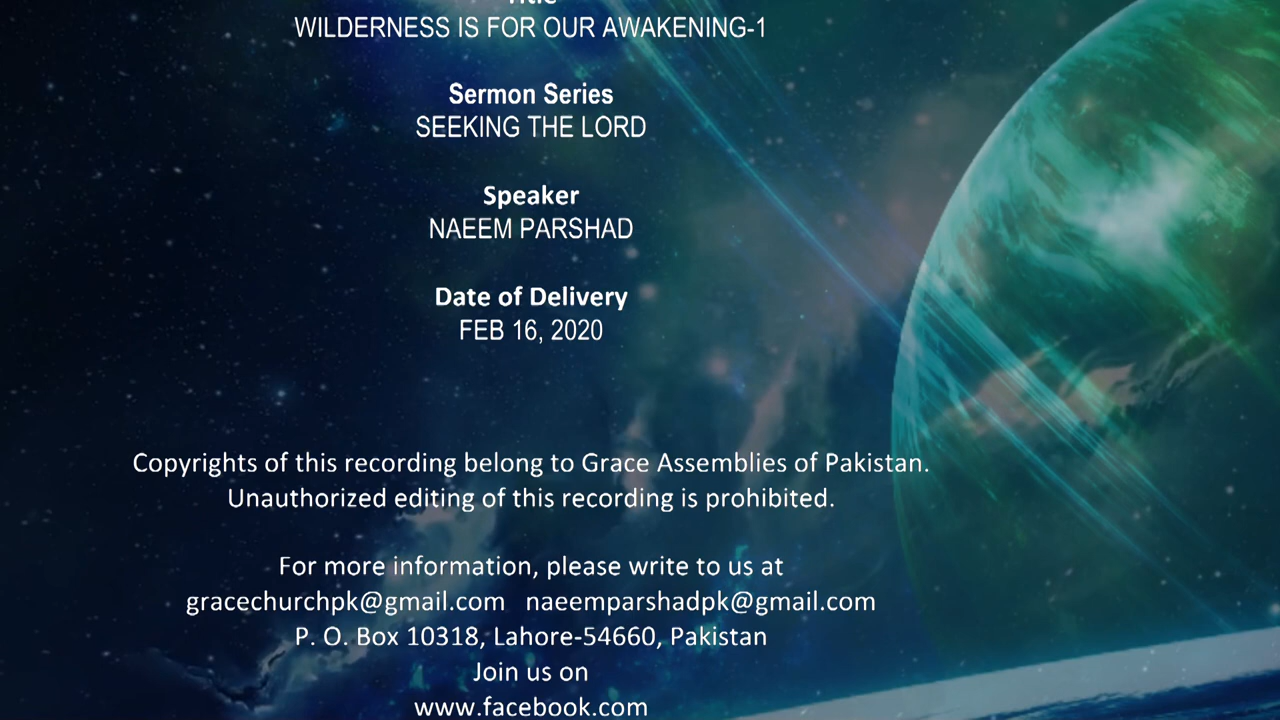 Title
WILDERNESS IS FOR OUR AWAKENING-1
Sermon Series
SEEKING THE LORD
Speaker
NAEEM PARSHAD
Date of Delivery
FEB 16, 2020
Copyrights of this recording belong to Grace Assemblies of Pakistan.
Unauthorized editing of this recording is prohibited.
For more information, please write to us at
gracechurchpk@gmail.com naeemparshadpk@gmail.com
P. O. Box 10318, Lahore-54660, Pakistan
Join us on
www.facebook.com